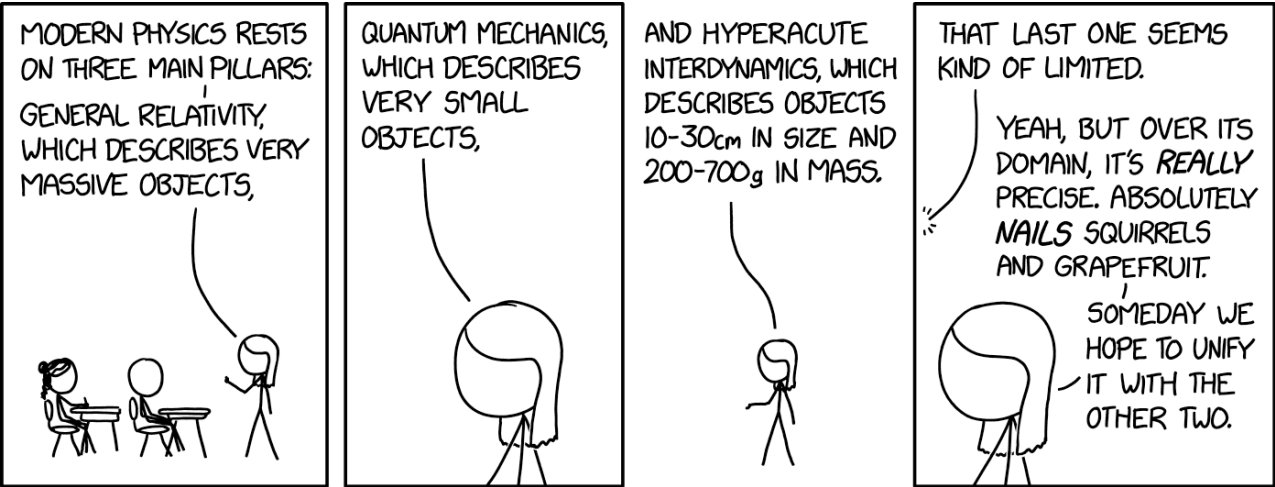 MODERN PHYSICS RESTS
ON THREE MAIN PILLARS:
GENERAL RELATIVITY,
WHICH DESCRIBES VERY
MASSIVE OBJECTS,
QUANTUM MECHANICS,
WHICH DESCRIBES
VERY SMALL
OBJECTS,
AND HYPERACUTE
INTERDYNAMICS, WHICH
DESCRIBES OBJECTS
10-30cm IN SIZE AND
200-700g IN MASS.
THAT LAST ONE SEEMS
KIND OF LIMITED.
YEAH, BUT OVER ITS
DOMAIN, IT'S REALLY
PRECISE. ABSOLUTELY
NAILS SQUIRRELS
AND GRAPEFRUIT.
SOMEDAY WE
HOPE TO UNIFY
IT WITH THE
OTHER TWO.